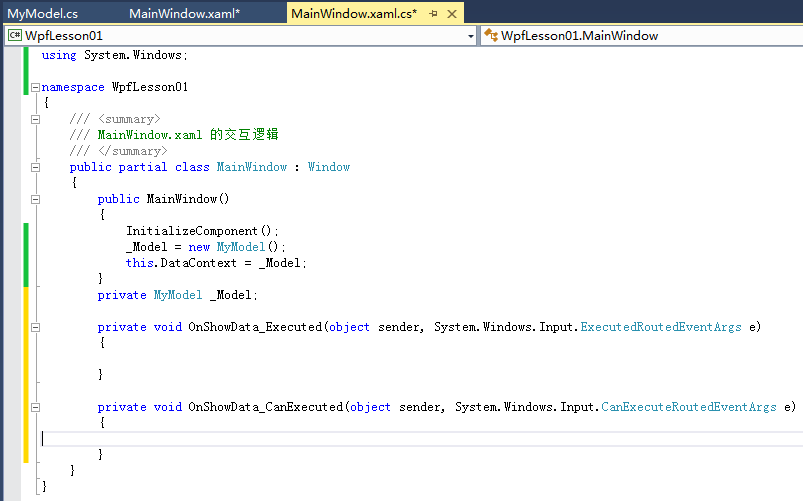 MyModel.cs MainWindow.xaml* MainWindow.xaml.cs*
C# WpfLesson01 WpfLesson01.MainWindow
using System.Windows;
namespace WpfLesson01
{
/// <summary>
/// MainWindow.xaml 的交互逻辑
/// </summary>
public partial class MainWindow : Window
{
public MainWindow()
{
InitializeComponent();
_Model = new MyModel();
this.DataContext = _Model;
}
private MyModel _Model;
private void OnShowData_Executed(object sender, System.Windows.Input.ExecutedRoutedEventArgs e)
{
}
private void OnShowData_CanExecuted(object sender, System.Windows.Input.CanExecuteRoutedEventArgs e)
{
}
}
}